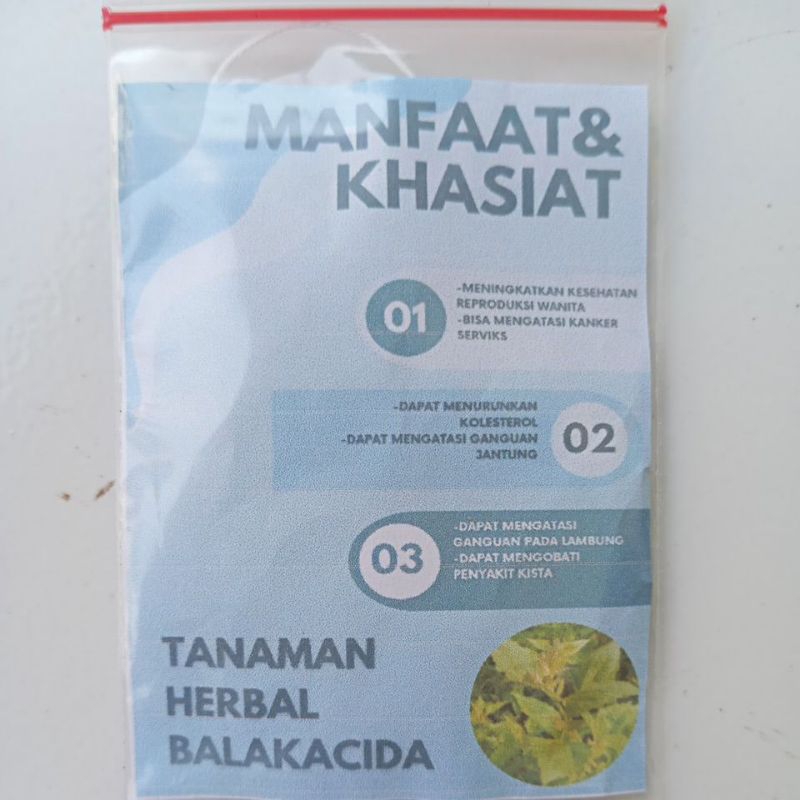 MANFAAT&
KHASIAT
01
-MENINGKATKAN KESEHATAN
REPRODUKSI WANITA
-BISA MENGATASI KANKER
SERVIKS
-DAPAT MENURUNKAN
KOLESTEROL
-DAPAT MENGATASI GANGUAN
JANTUNG
02
03
-DAPAT MENGATASI
GANGUAN PADA LAMBUNG
-DAPAT MENGOBATI
PENYAKIT KISTA
TANAMAN
HERBAL
BALAKACIDA